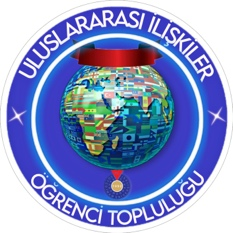 ULUSLARARASI İLİŞKİLER
ÖĞRENCİ TOPLULUĞU